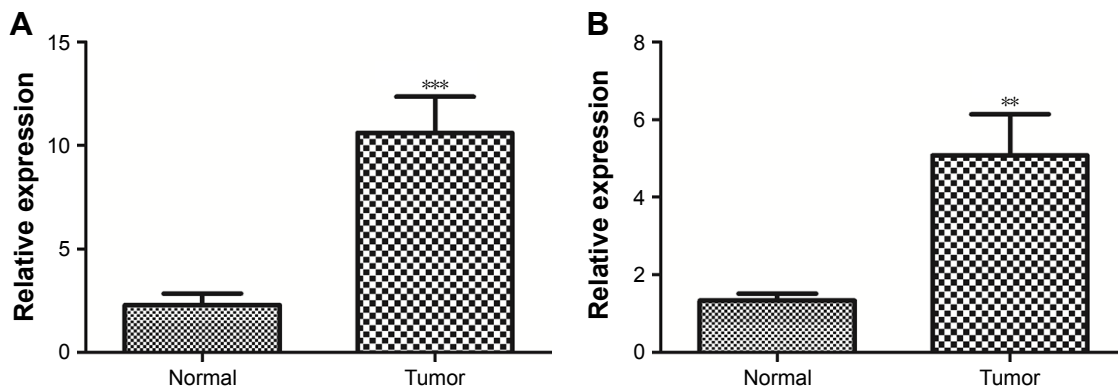 A
Relative expression
15
10
5
0
***
Normal
Tumor
B
Relative expression
8
6
4
2
0
**
Normal
Tumor